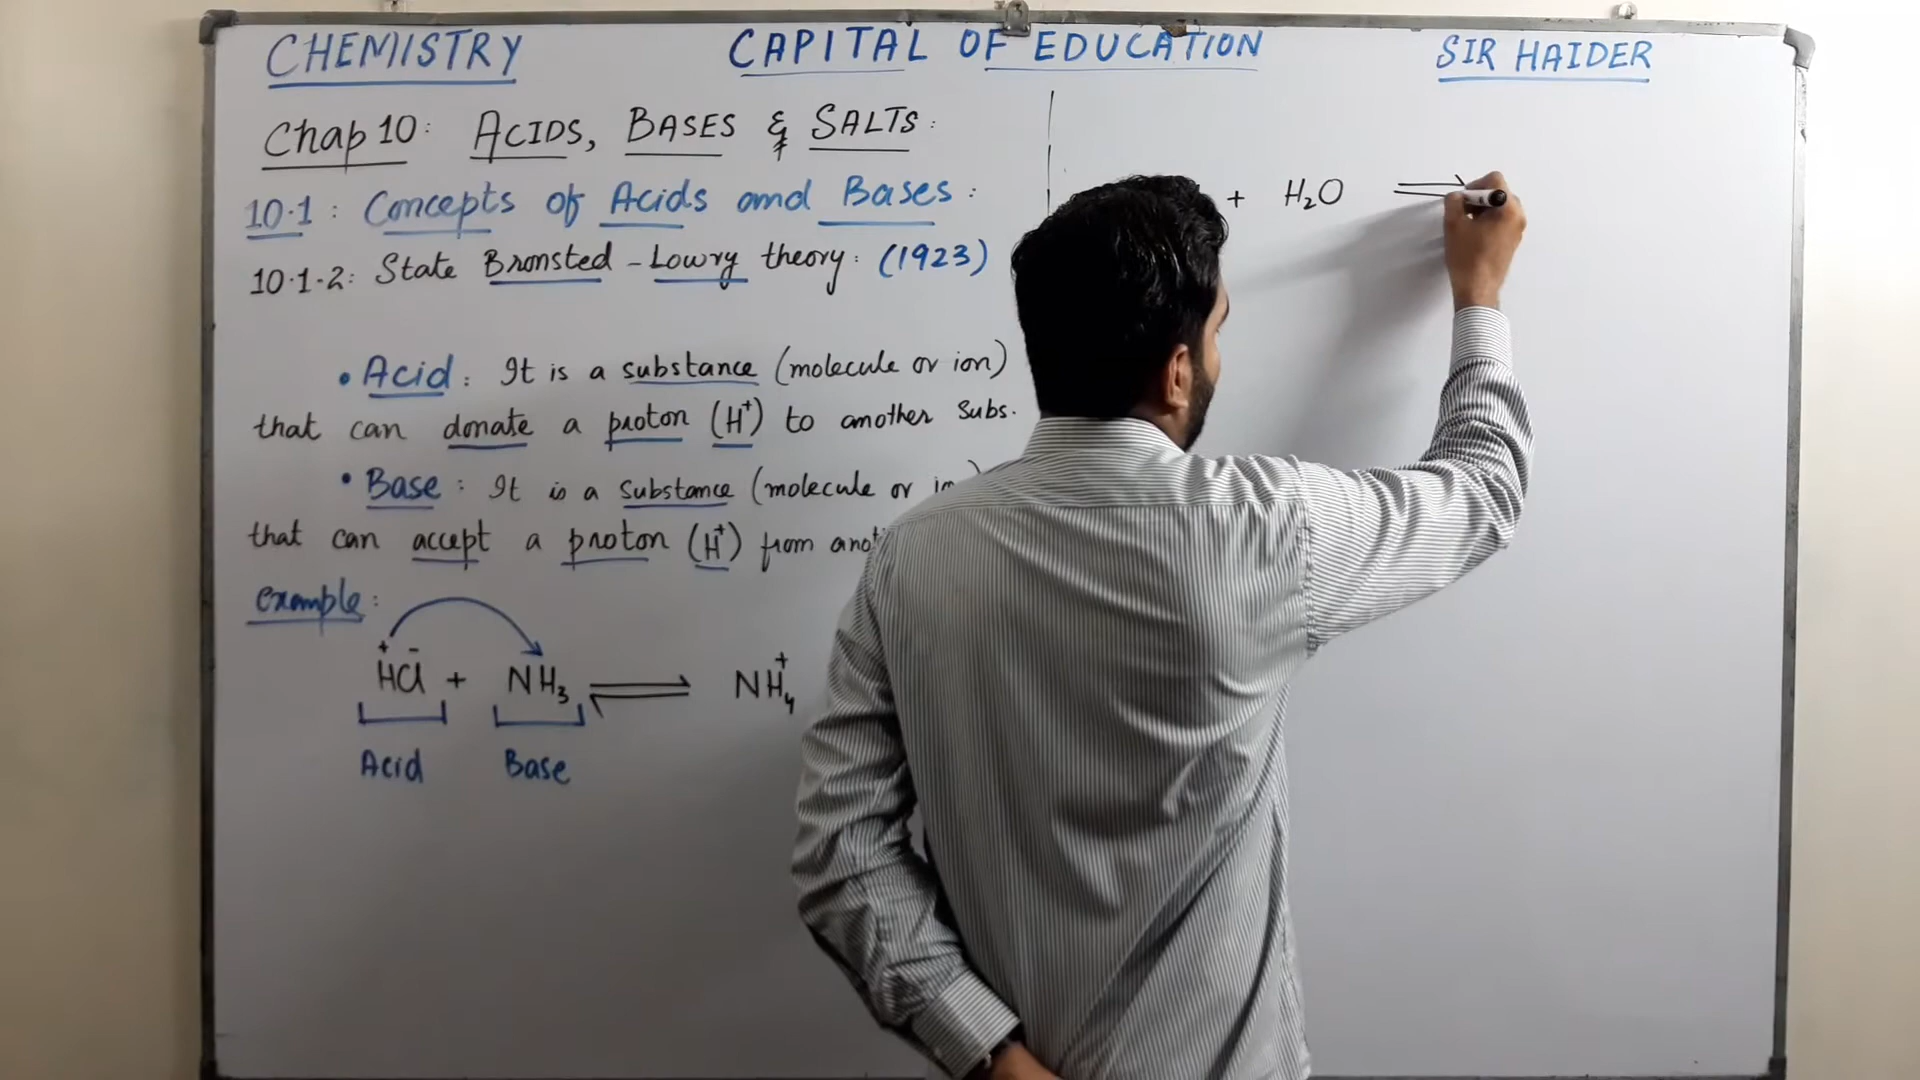 CHEMISTRY CAPITAL OF EDUCATION SIR HAIDER
Chap 10: ACIDS, BASES & SALTS:
10.1: Concepts of Acids and Bases:
10.1.2: State Bronsted-Lowry theory: (1923)
• Acid: It is a substance (molecule or ion)
that can donate a proton (H⁺) to another Subs.
• Base: It is a Substance (molecule or
that can accept a proton (H⁺) from
example:
H⁺Cl⁻ + NH₃ ⇌ NH₄⁺
Acid Base
+ H₂O ⇌